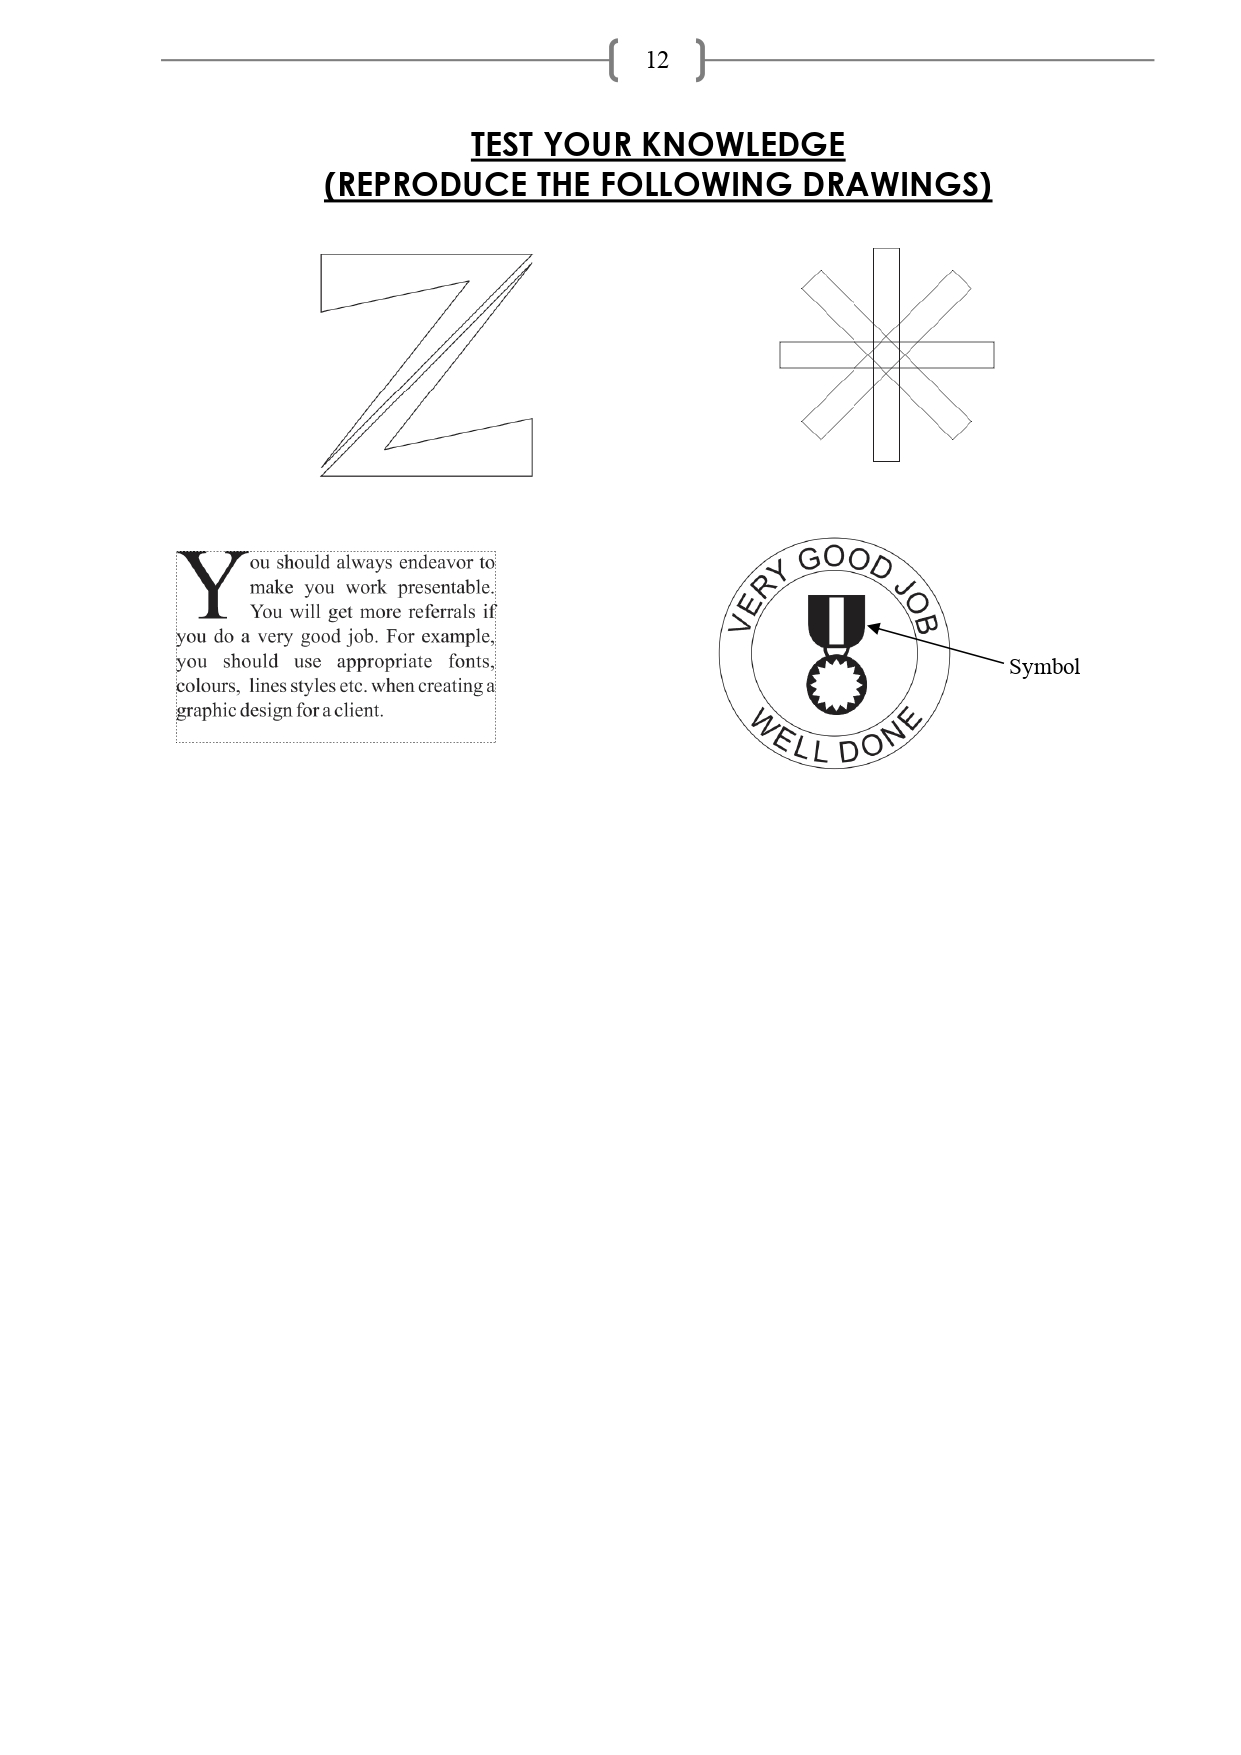 12
TEST YOUR KNOWLEDGE
(REPRODUCE THE FOLLOWING DRAWINGS)
You should always endeavor to
make you work presentable.
You will get more referrals if
you do a very good job. For example,
you should use appropriate fonts,
colours, lines styles etc. when creating a
graphic design for a client.
VERY GOOD JOB
Symbol
WELL DONE